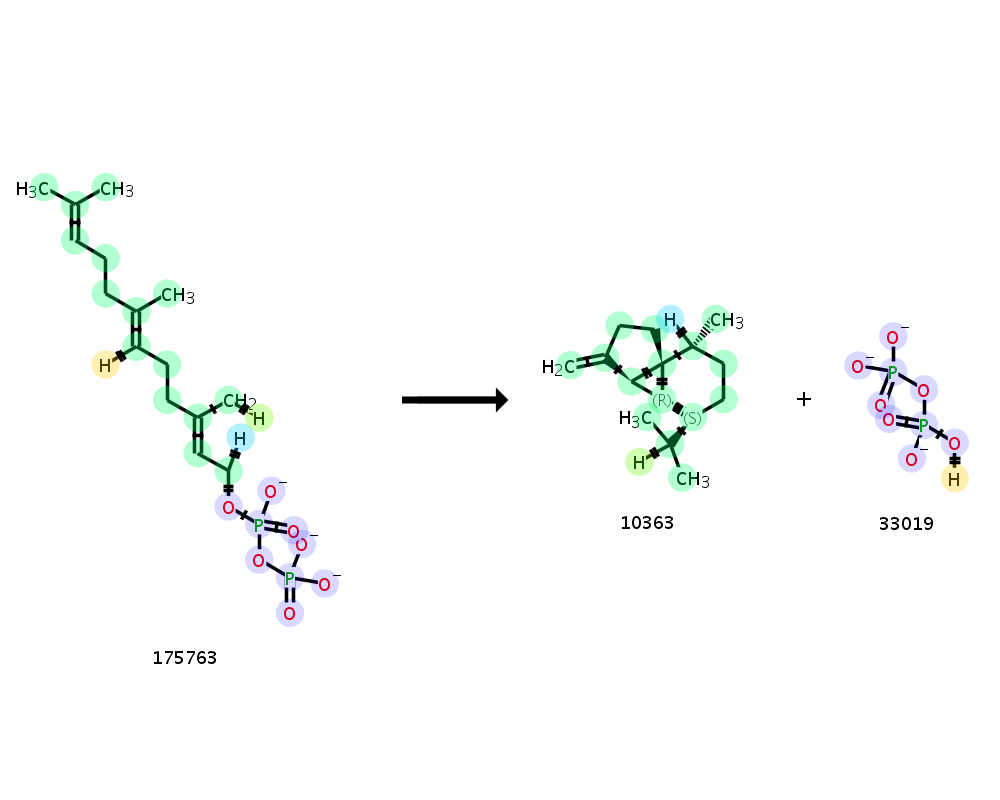 H₃C CH₃
CH₃
H
CH₂
H
H
O
O⁻
P O
O⁻
O P O⁻
O
175763
H CH₃
H₂C
(R)
H₃C (S)
H
CH₃
10363
+
O⁻
O⁻ P
O
O
O P
O⁻ O
H
33019